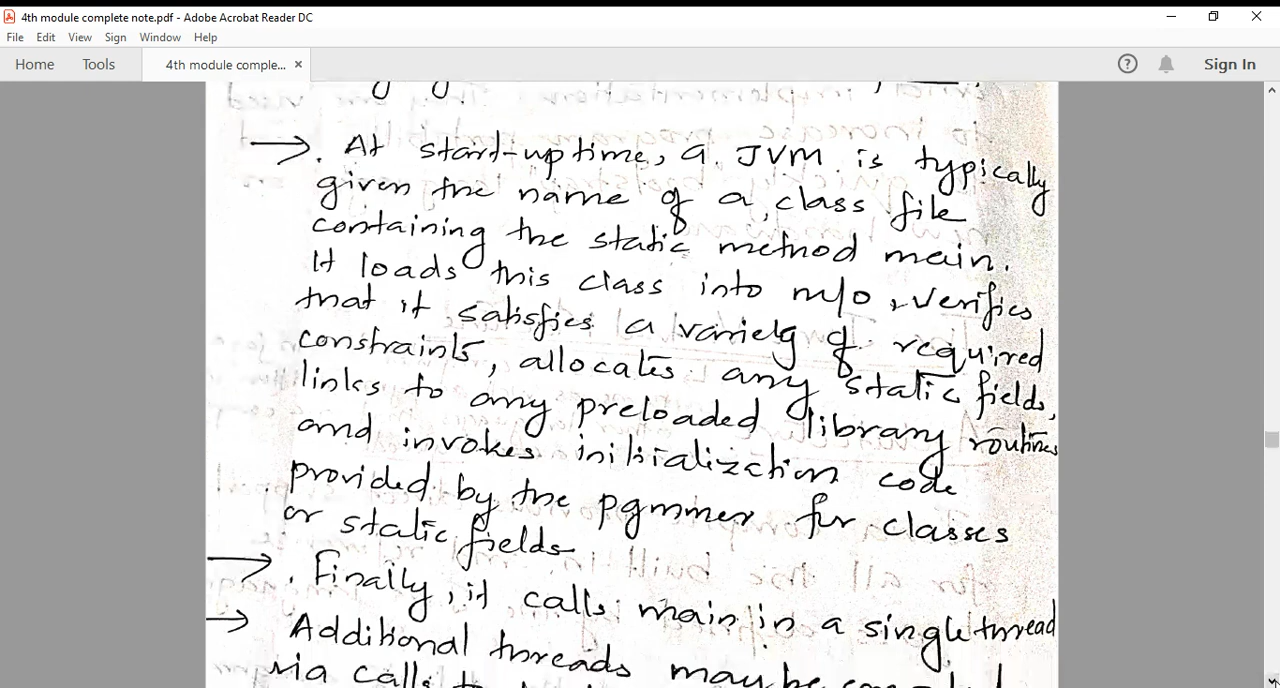 4th module complete note.pdf - Adobe Acrobat Reader DC
File Edit View Sign Window Help
Home Tools 4th module comple... × Sign In
→. At start-up time, a JVM is typically
given the name of a class file
containing the static method main.
It loads this class into m/o, verifies
that it satisfies a variety of required
constraints, allocates any static fields,
links to any preloaded library routines
and invokes initialization code
provided by the pgmmer for classes
or static fields
→. Finally, it calls main in a single thread
→ Additional threads may be
via calls to